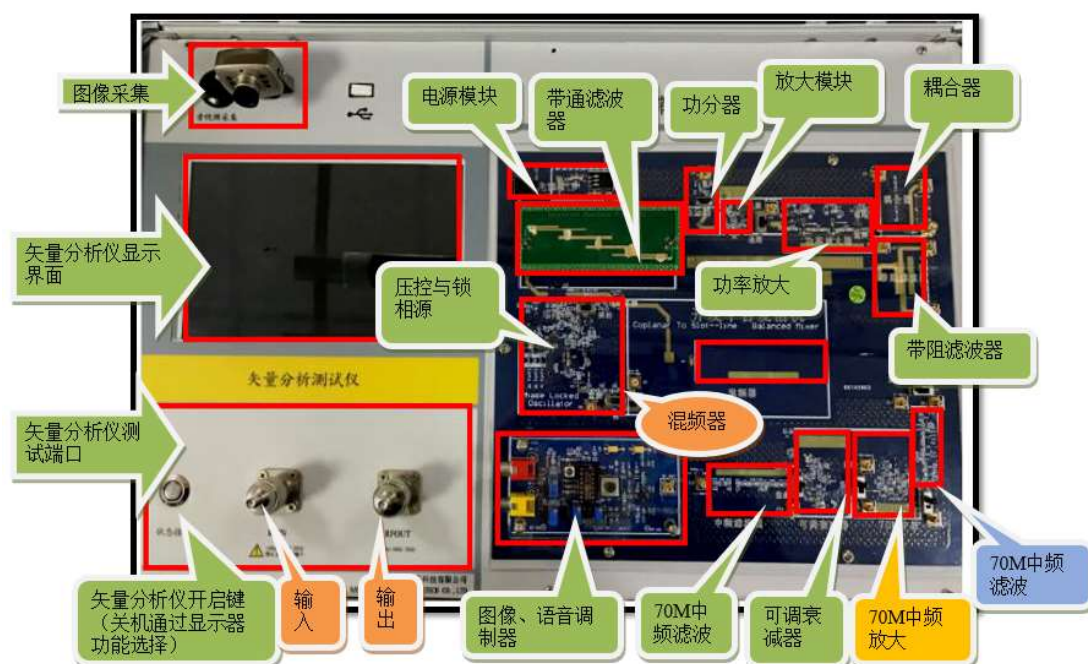 图像采集
电源模块
带通滤波
器
功分器
放大模块
耦合器
矢量分析仪显示
界面
压控与锁
相源
功率放大
Coplanar To Slot--line Balanced Mixer
带阻滤波器
矢量分析测试仪
混频器
Oscillator
矢量分析仪测
试端口
矢量分析仪开启键
（关机通过显示器
功能选择）
输
入
输
出
图像、语音调
制器
70M中
频滤波
可调衰
减器
70M中频
放大
70M中频
滤波